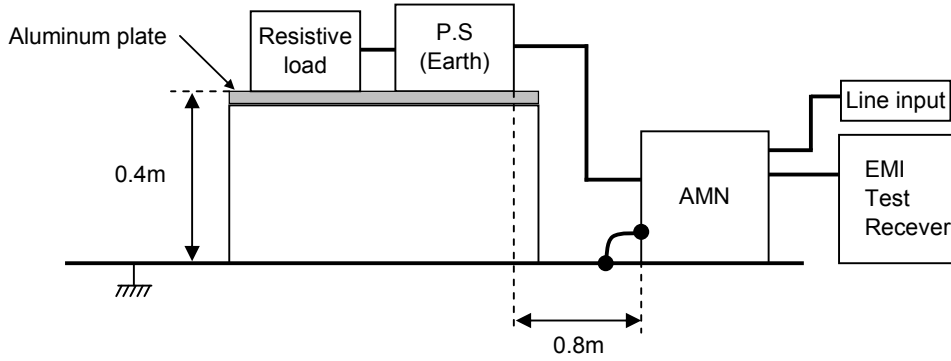 Aluminum plate
Resistive
load
P.S
(Earth)
Line input
0.4m
AMN
EMI
Test
Recever
0.8m